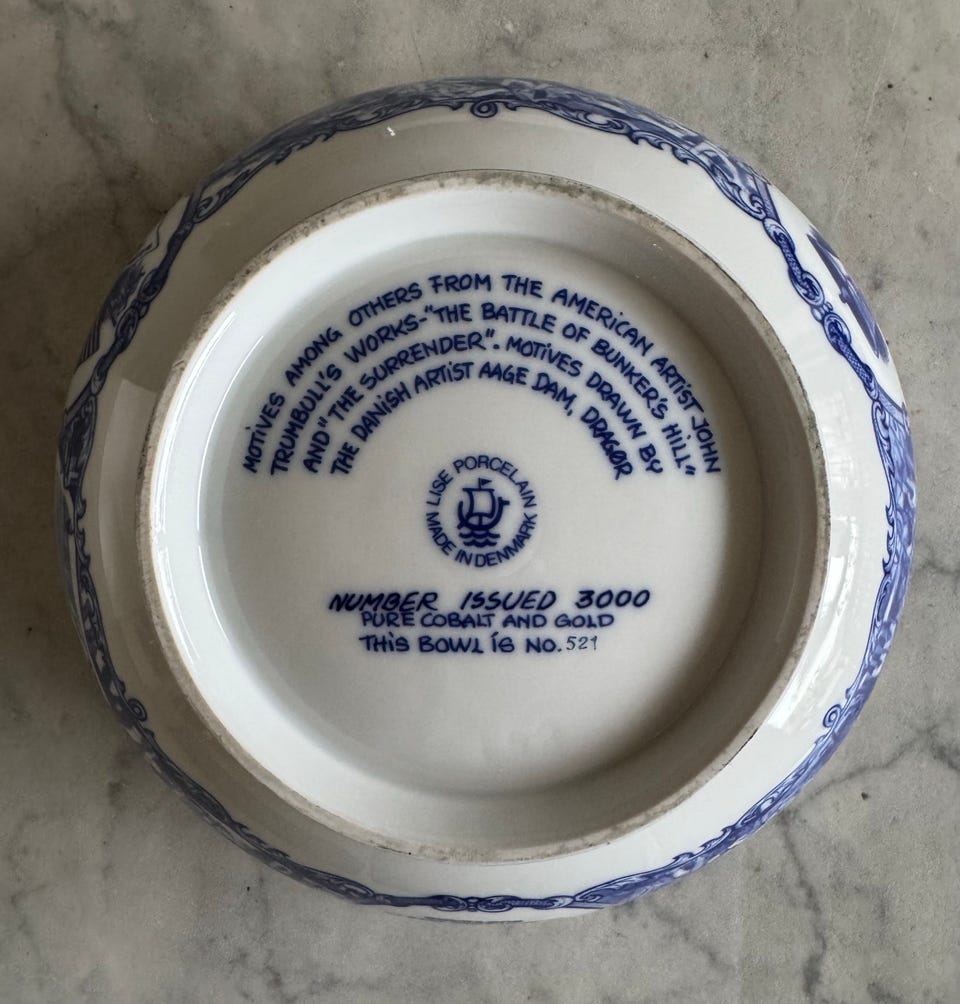 MOTIVES AMONG OTHERS FROM THE AMERICAN ARTIST JOHN
TRUMBULL'S WORKS-"THE BATTLE OF BUNKER'S HILL"
AND "THE SURRENDER". MOTIVES DRAWN BY
THE DANISH ARTIST AAGE DAM, DRAGØR
LISE PORCELAIN
MADE IN DENMARK
NUMBER ISSUED 3000
PURE COBALT AND GOLD
THIS BOWL IS NO. 521